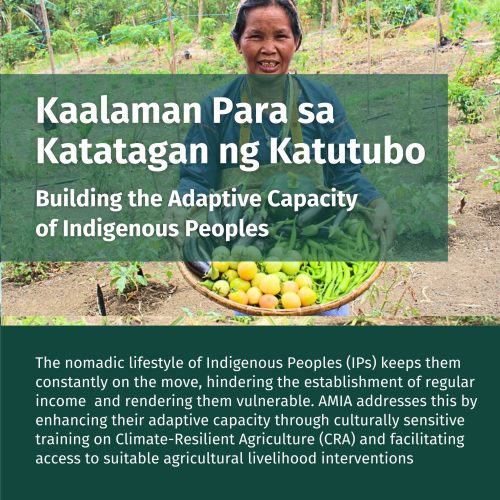 Kaalaman Para sa
Katatagan ng Katutubo
Building the Adaptive Capacity
of Indigenous Peoples
The nomadic lifestyle of Indigenous Peoples (IPs) keeps them
constantly on the move, hindering the establishment of regular
income  and rendering them vulnerable. AMIA addresses this by
enhancing their adaptive capacity through culturally sensitive
training on Climate-Resilient Agriculture (CRA) and facilitating
access to suitable agricultural livelihood interventions